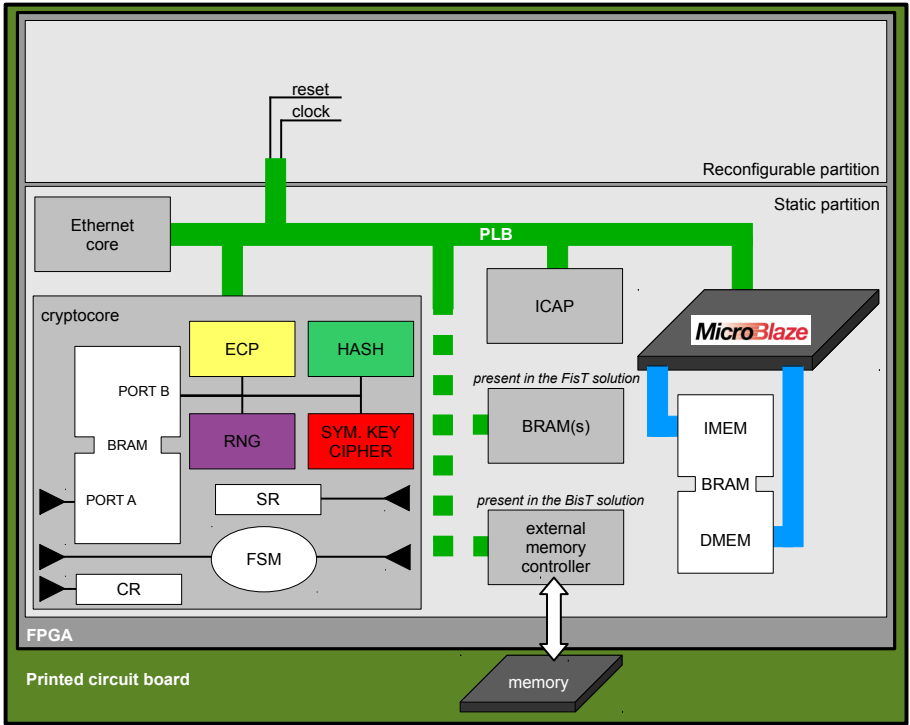 reset
clock
Reconfigurable partition
Static partition
Ethernet
core
PLB
cryptocore
ECP
HASH
PORT B
BRAM
RNG
SYM. KEY
CIPHER
PORT A
SR
FSM
CR
ICAP
MicroBlaze
present in the FisT solution
BRAM(s)
present in the BisT solution
external
memory
controller
IMEM
BRAM
DMEM
FPGA
Printed circuit board
memory